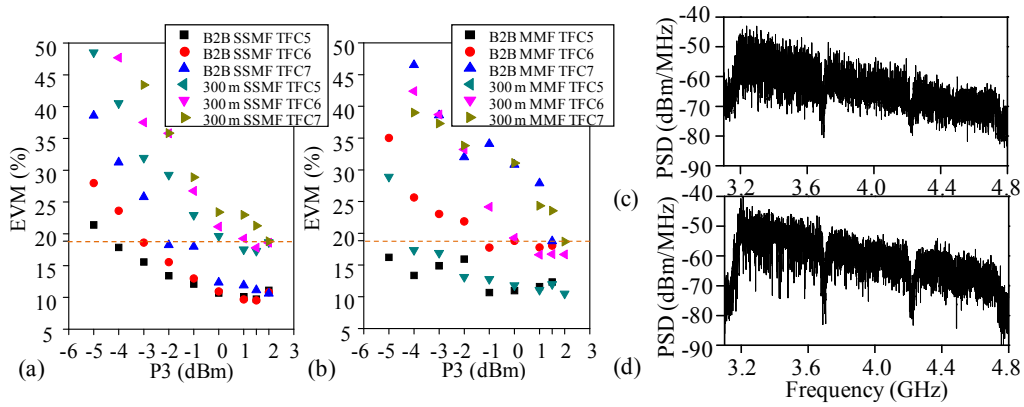 B2B SSMF TFC5
B2B SSMF TFC6
B2B SSMF TFC7
300 m SSMF TFC5
300 m SSMF TFC6
300 m SSMF TFC7
50
45
40
35
30
25
20
15
10
5
EVM (%)
-6 -5 -4 -3 -2 -1 0 1 2 3
P3 (dBm)
(a)
B2B MMF TFC5
B2B MMF TFC6
B2B MMF TFC7
300 m MMF TFC5
300 m MMF TFC6
300 m MMF TFC7
50
45
40
35
30
25
20
15
10
5
EVM (%)
-6 -5 -4 -3 -2 -1 0 1 2 3
P3 (dBm)
(b)
-40
-50
-60
-70
-80
-90
PSD (dBm/MHz)
3.2 3.6 4.0 4.4 4.8
(c)
-40
-50
-60
-70
-80
-90
PSD (dBm/MHz)
3.2 3.6 4.0 4.4 4.8
Frequency (GHz)
(d)